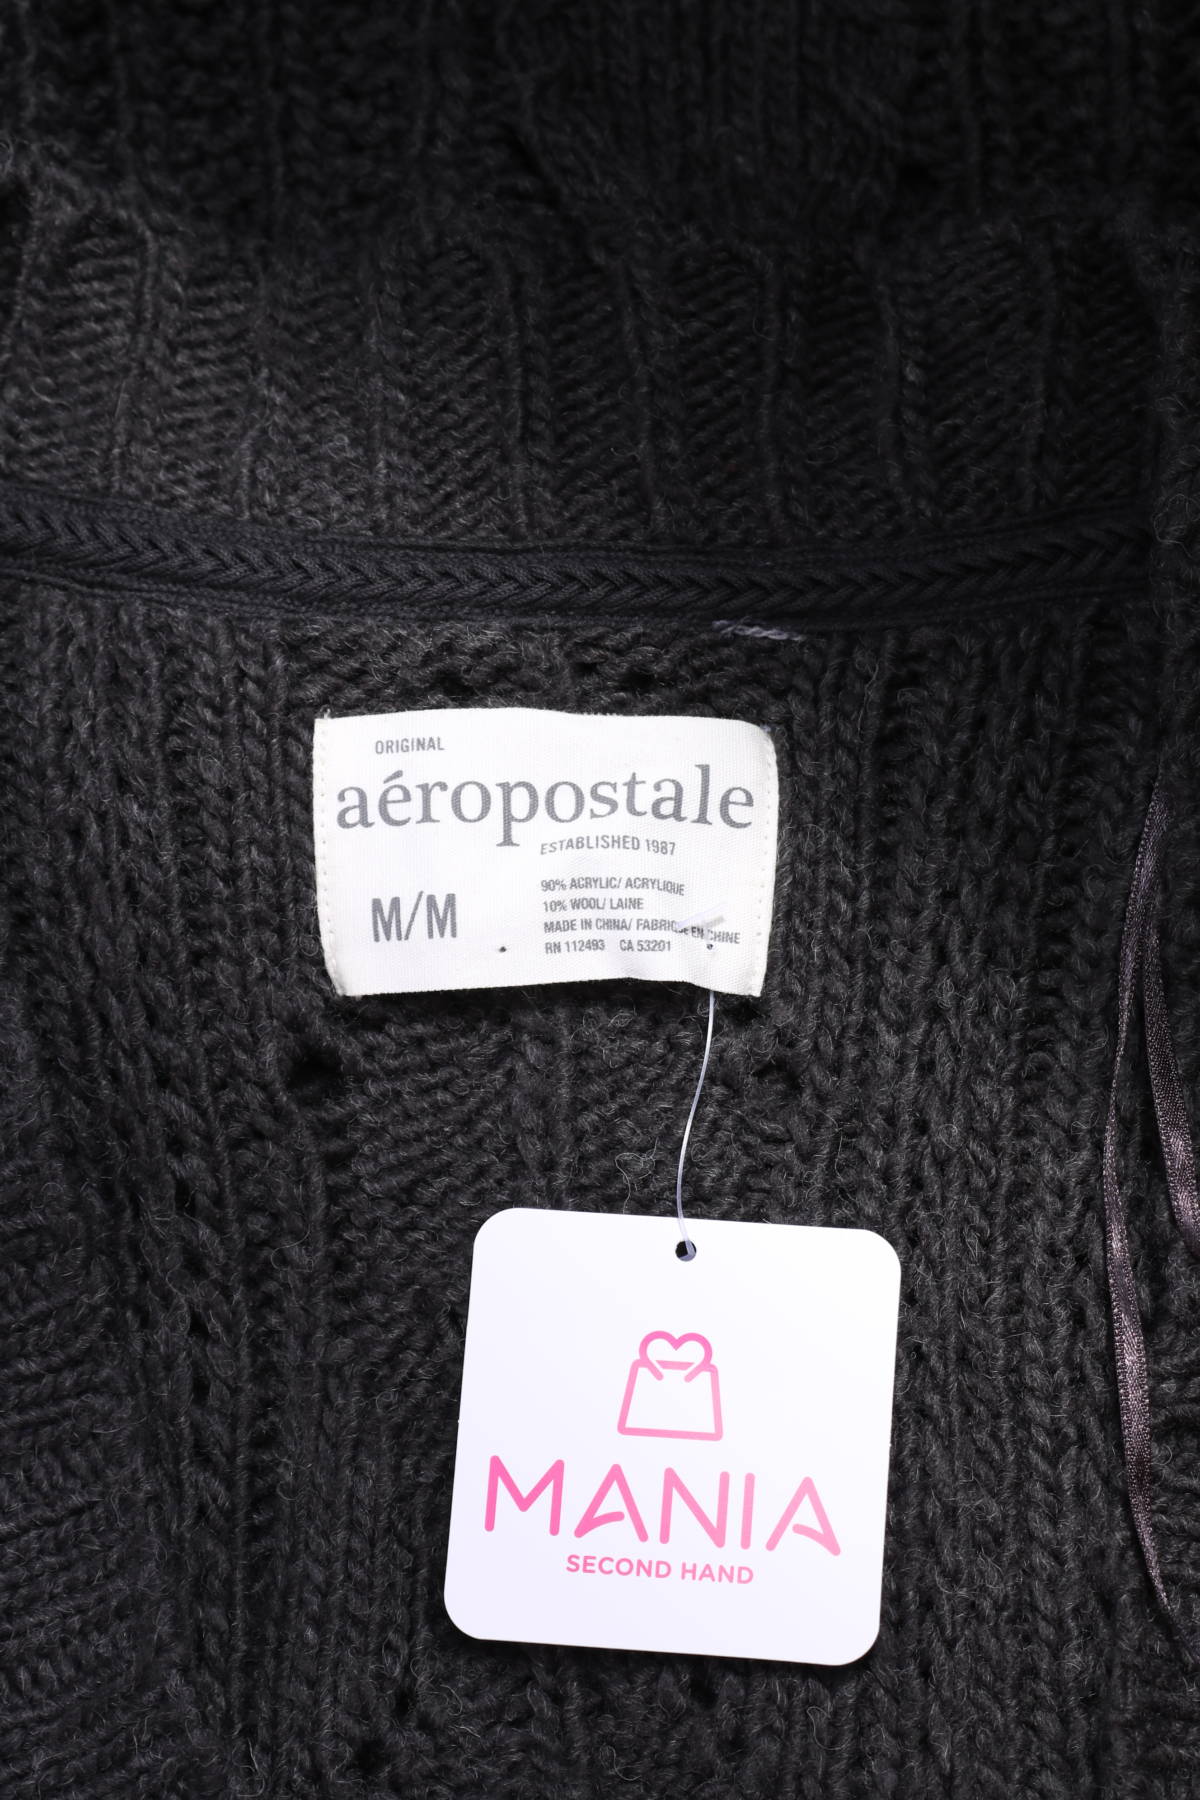 ORIGINAL
aéropostale
ESTABLISHED 1987
M/M
90% ACRYLIC/ ACRYLIQUE
10% WOOL/ LAINE
MADE IN CHINA/ FABRIQUE EN CHINE
RN 112493 CA 53201
MANIA
SECOND HAND